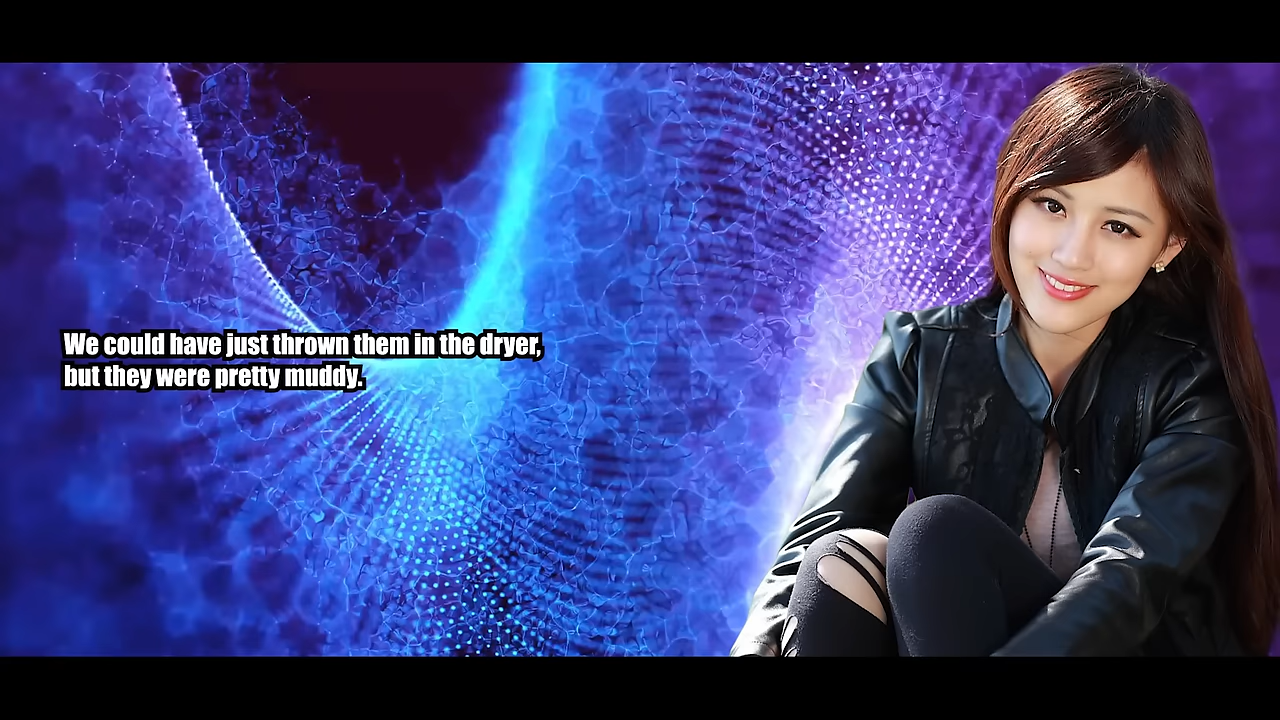 We could have just thrown them in the dryer,
but they were pretty muddy.